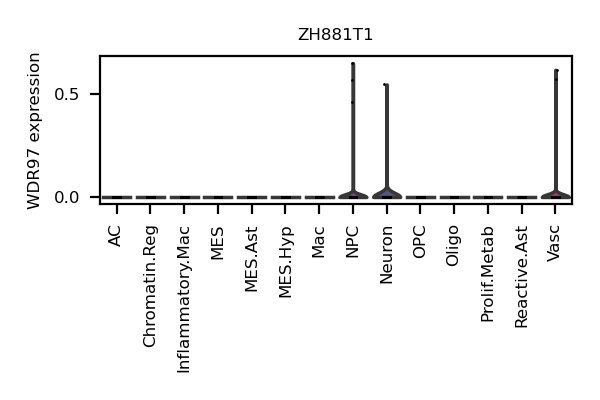 ZH881T1
WDR97 expression
0.5
0.0
AC
Chromatin.Reg
Inflammatory.Mac
MES
MES.Ast
MES.Hyp
Mac
NPC
Neuron
OPC
Oligo
Prolif.Metab
Reactive.Ast
Vasc